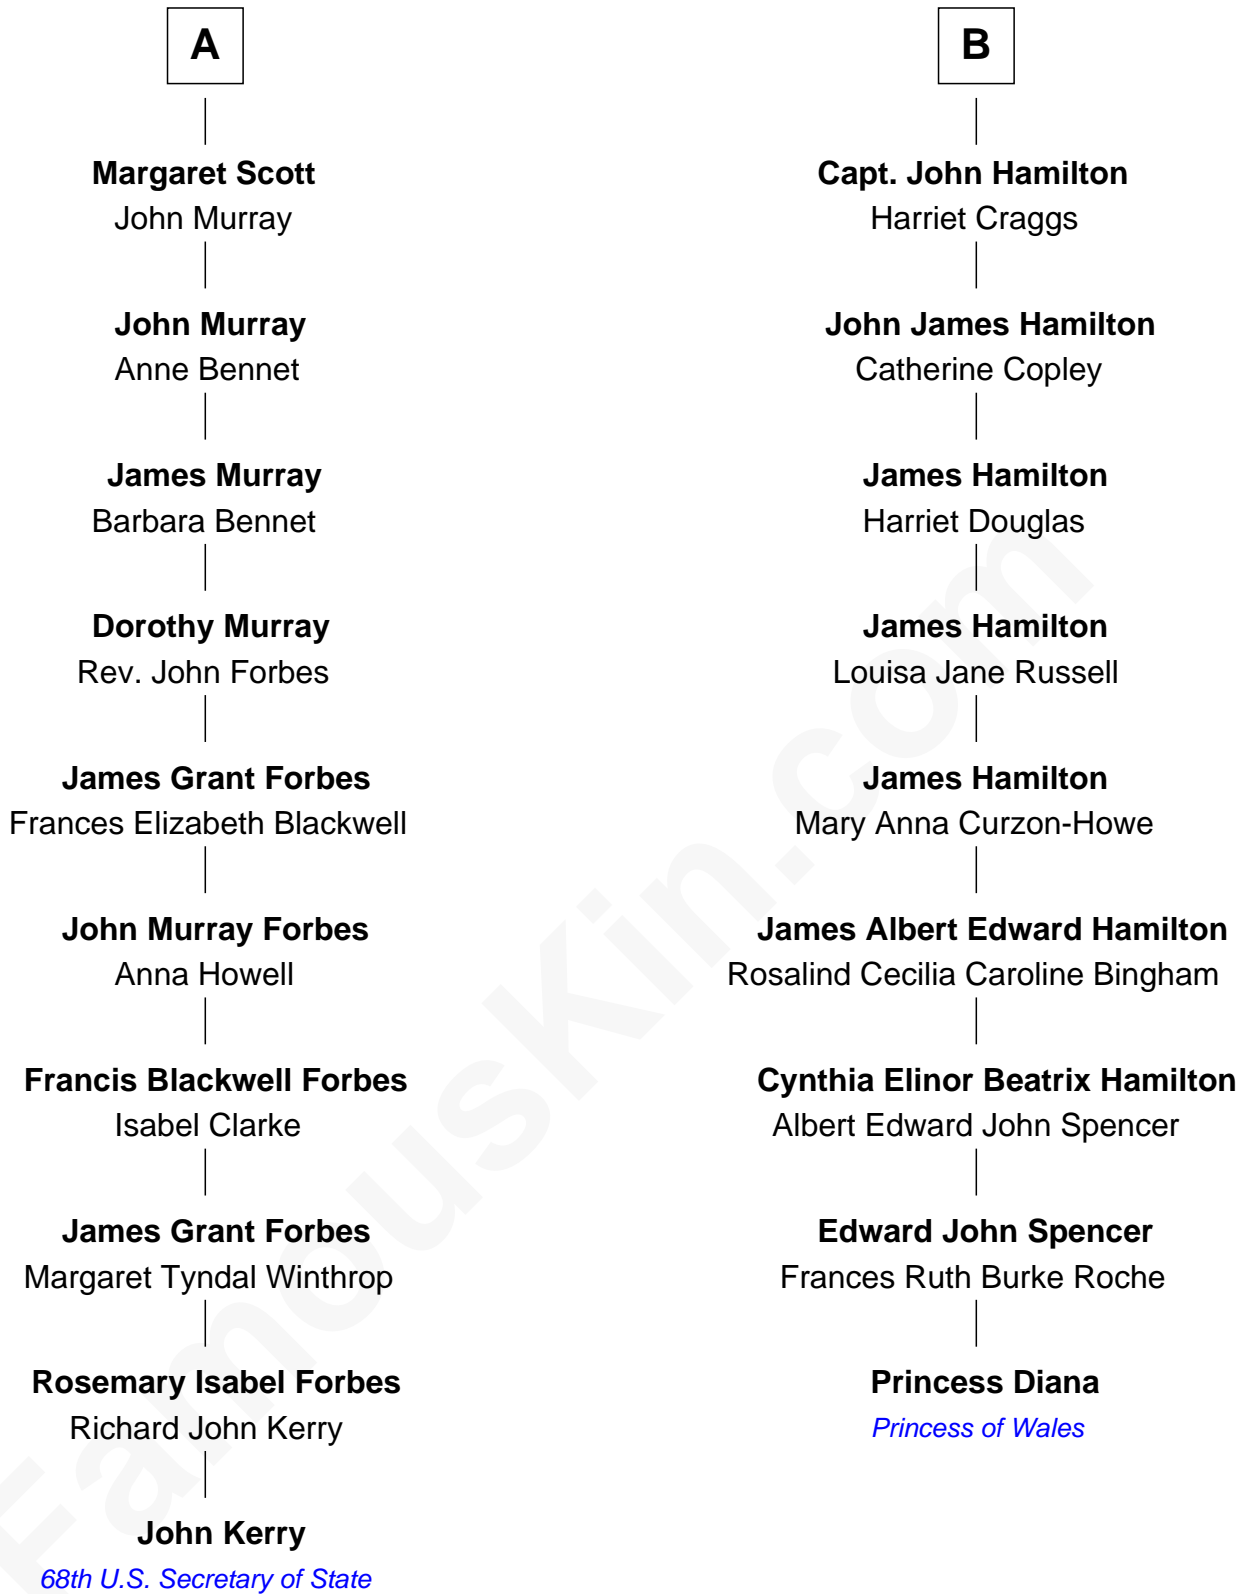 A
Margaret Scott
John Murray
John Murray
Anne Bennet
James Murray
Barbara Bennet
Dorothy Murray
Rev. John Forbes
James Grant Forbes
Frances Elizabeth Blackwell
John Murray Forbes
Anna Howell
Francis Blackwell Forbes
Isabel Clarke
James Grant Forbes
Margaret Tyndal Winthrop
Rosemary Isabel Forbes
Richard John Kerry
John Kerry
68th U.S. Secretary of State
B
Capt. John Hamilton
Harriet Craggs
John James Hamilton
Catherine Copley
James Hamilton
Harriet Douglas
James Hamilton
Louisa Jane Russell
James Hamilton
Mary Anna Curzon-Howe
James Albert Edward Hamilton
Rosalind Cecilia Caroline Bingham
Cynthia Elinor Beatrix Hamilton
Albert Edward John Spencer
Edward John Spencer
Frances Ruth Burke Roche
Princess Diana
Princess of Wales
FamousKin.com